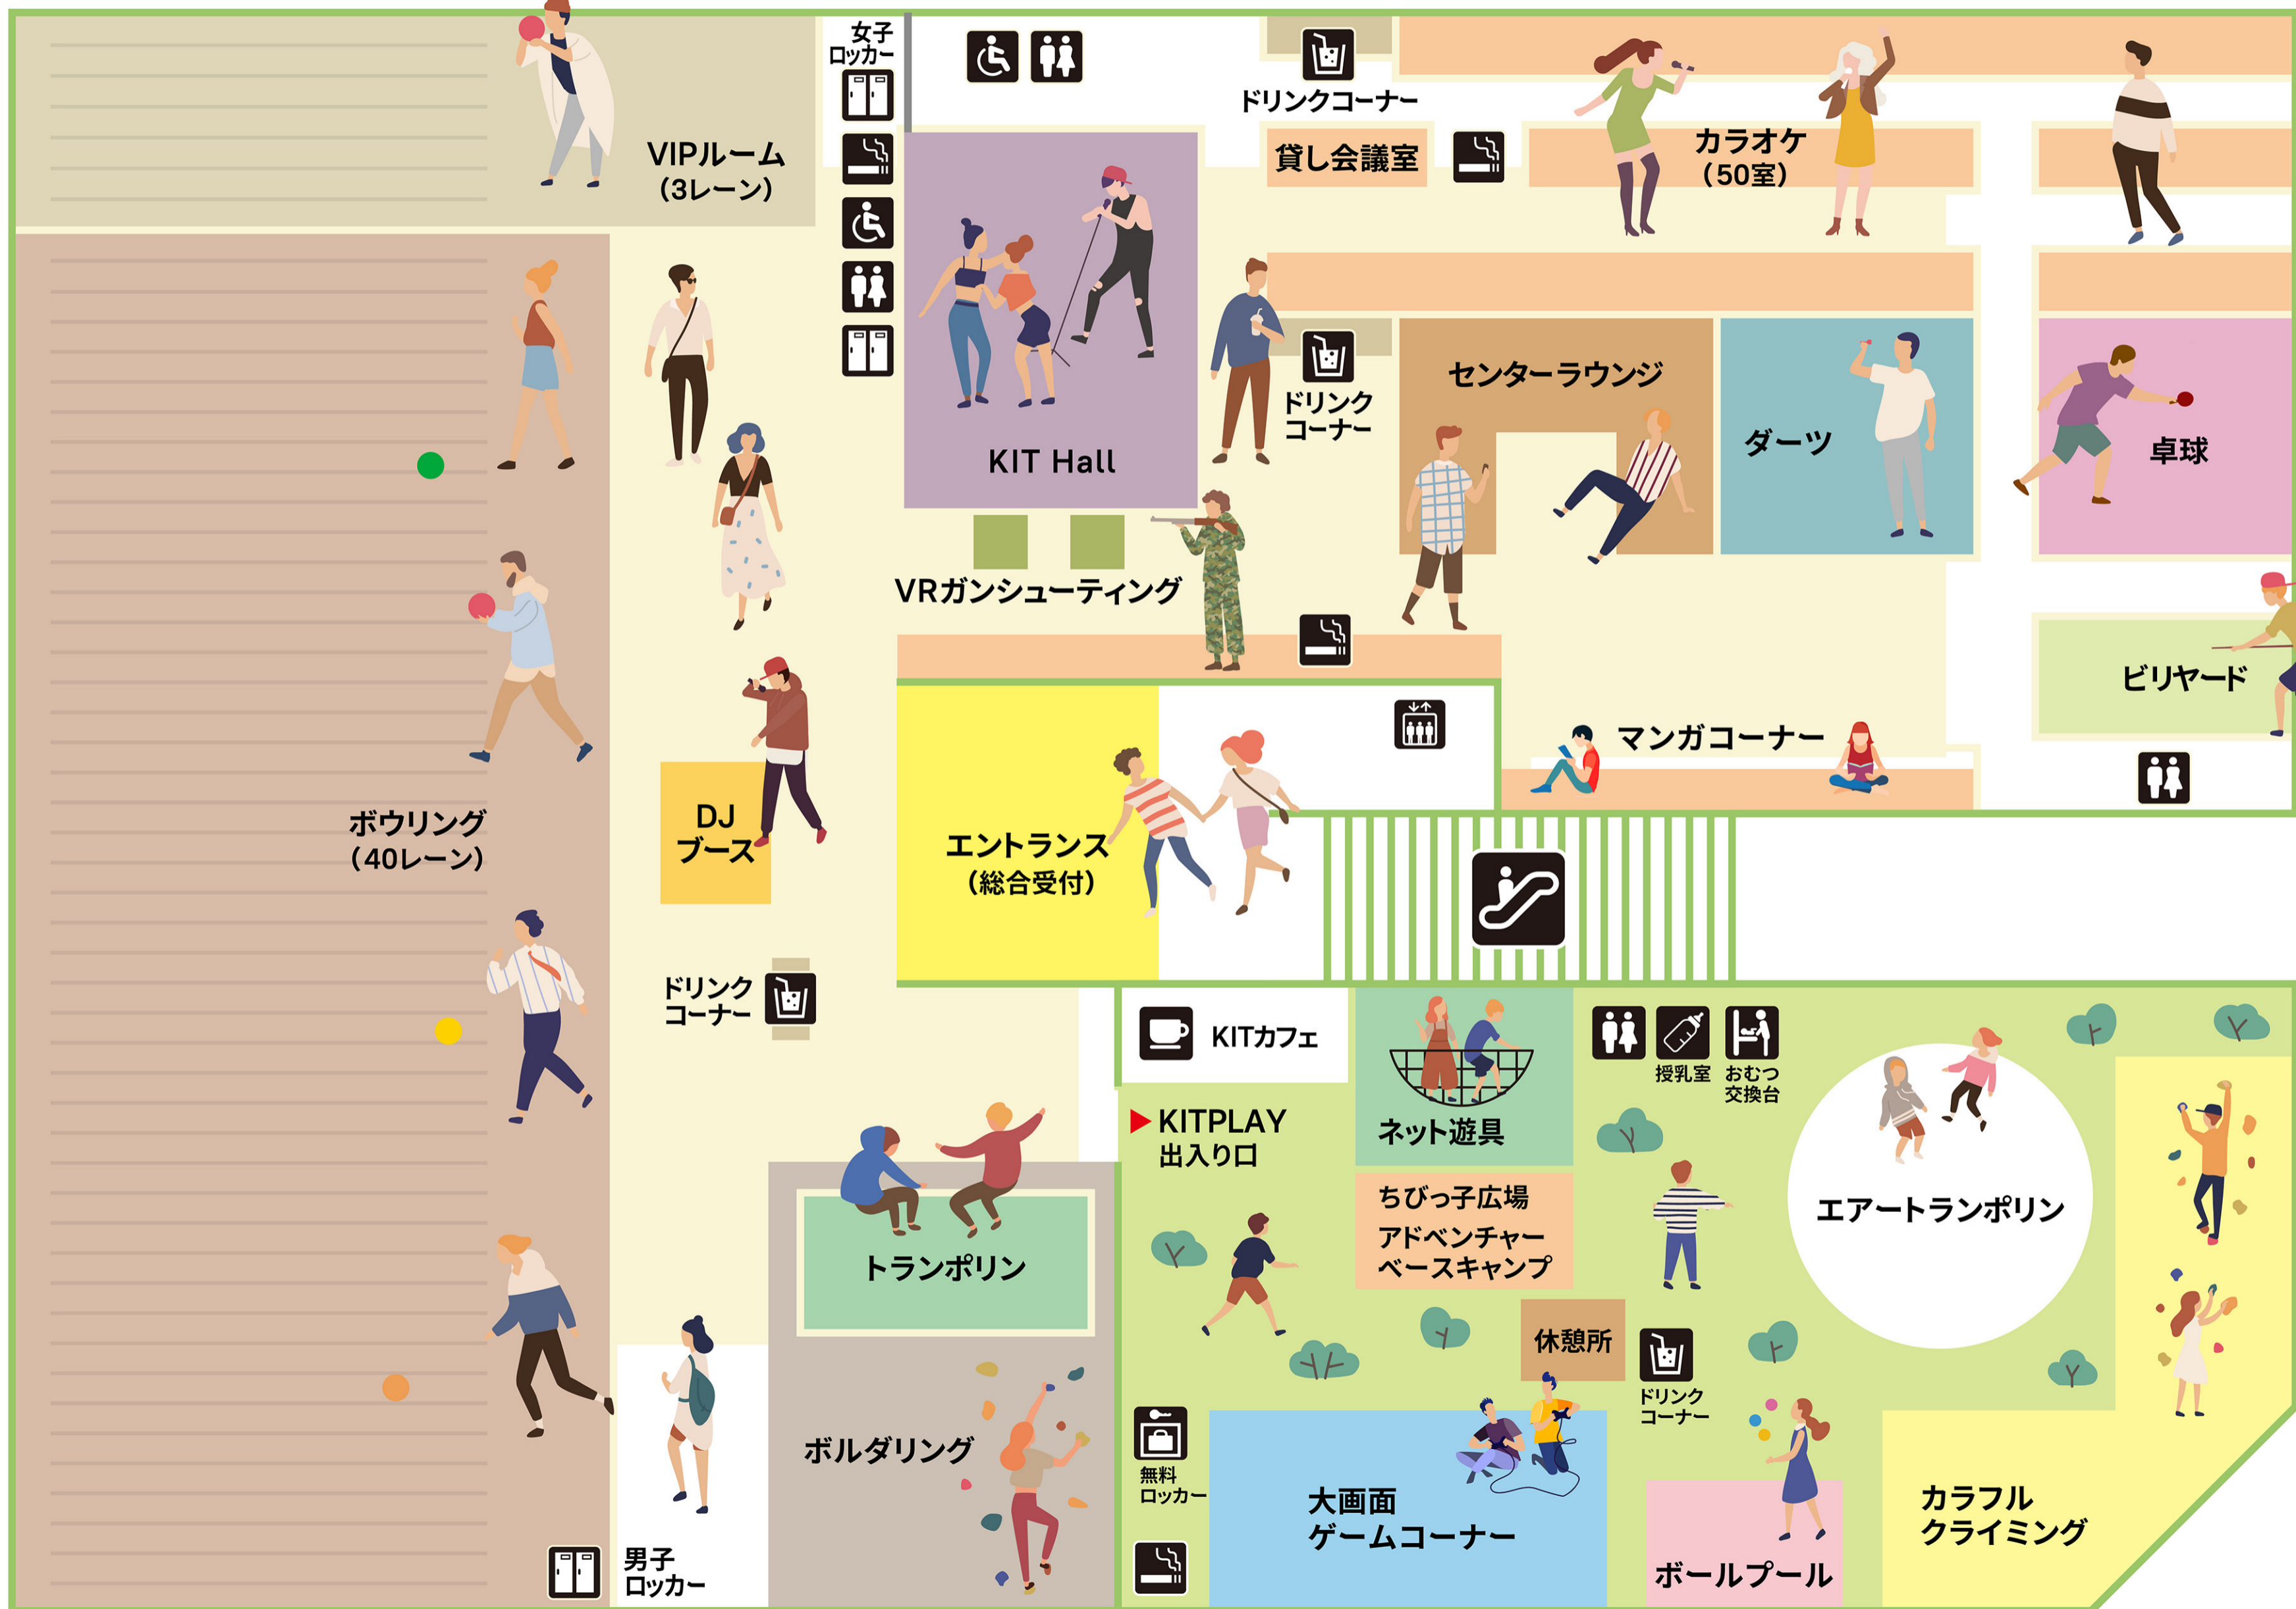 女子
ロッカー
ドリンクコーナー
VIPルーム
（3レーン）
貸し会議室
カラオケ
（50室）
KIT Hall
ドリンク
コーナー
センターラウンジ
ダーツ
卓球
VRガンシューティング
ビリヤード
マンガコーナー
ボウリング
（40レーン）
DJ
ブース
エントランス
（総合受付）
ドリンク
コーナー
KITカフェ
授乳室
おむつ
交換台
KITPLAY
出入り口
ネット遊具
ちびっ子広場
アドベンチャー
ベースキャンプ
エアートランポリン
トランポリン
休憩所
ドリンク
コーナー
ボルダリング
無料
ロッカー
大画面
ゲームコーナー
カラフル
クライミング
ボールプール
男子
ロッカー